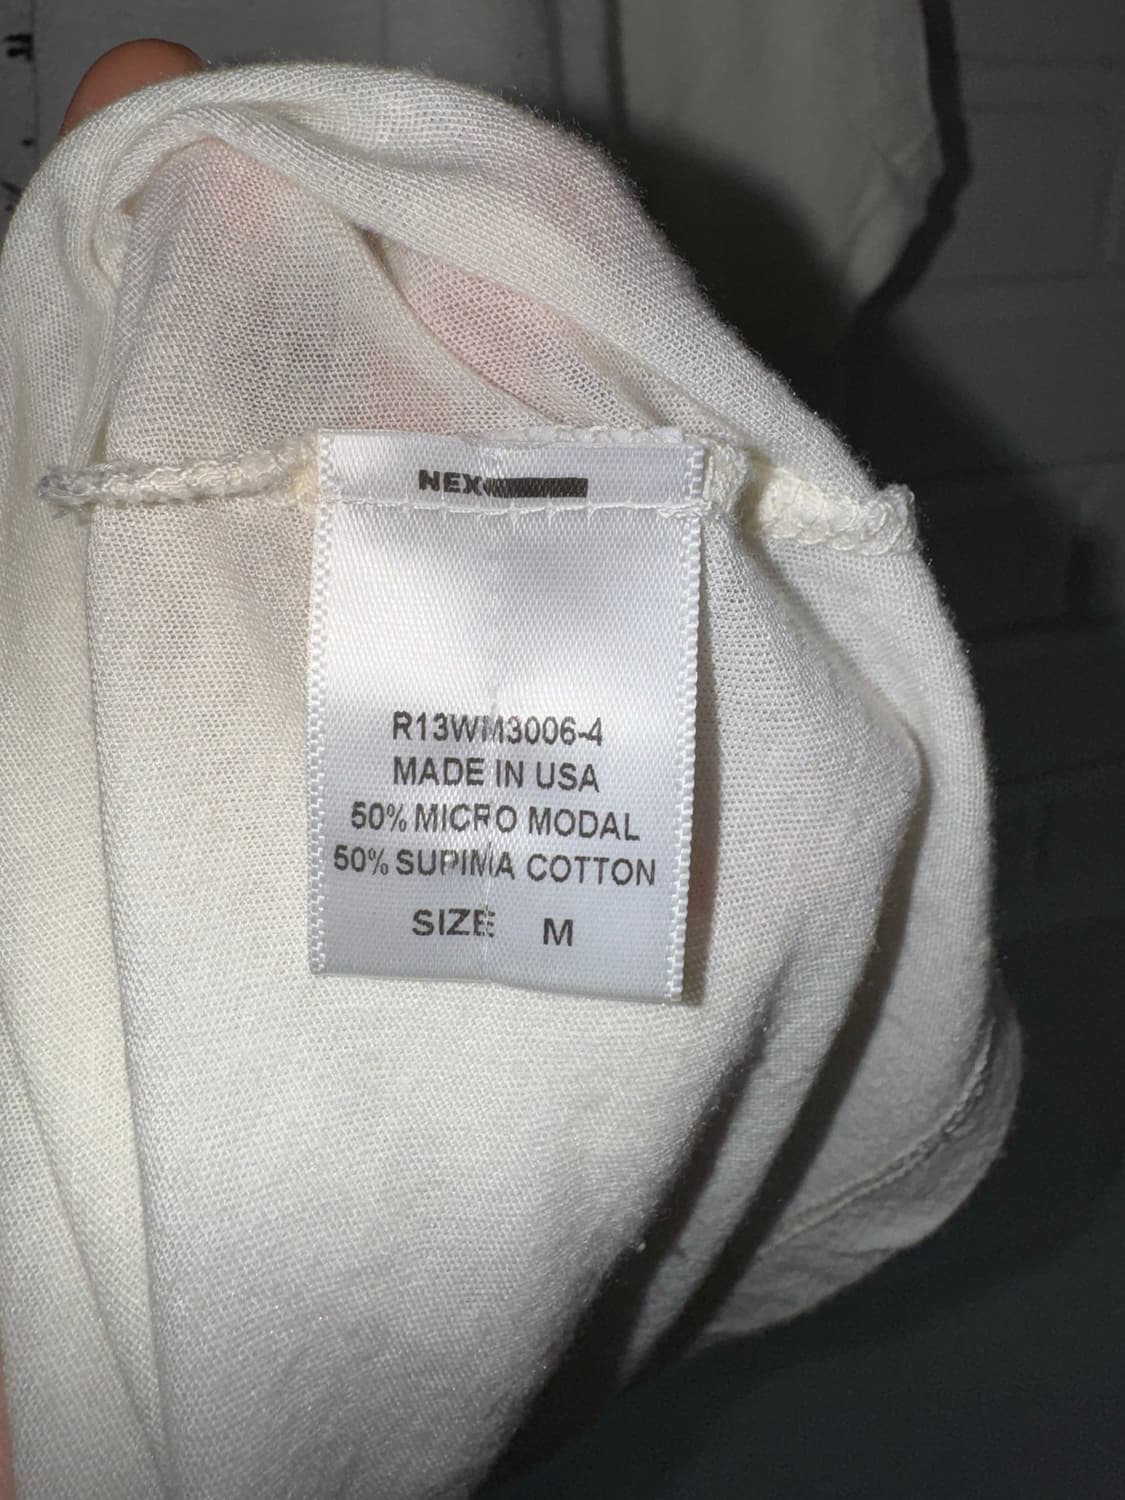 NEX
R13WM3006-4
MADE IN USA
50% MICRO MODAL
50% SUPIMA COTTON
SIZE M